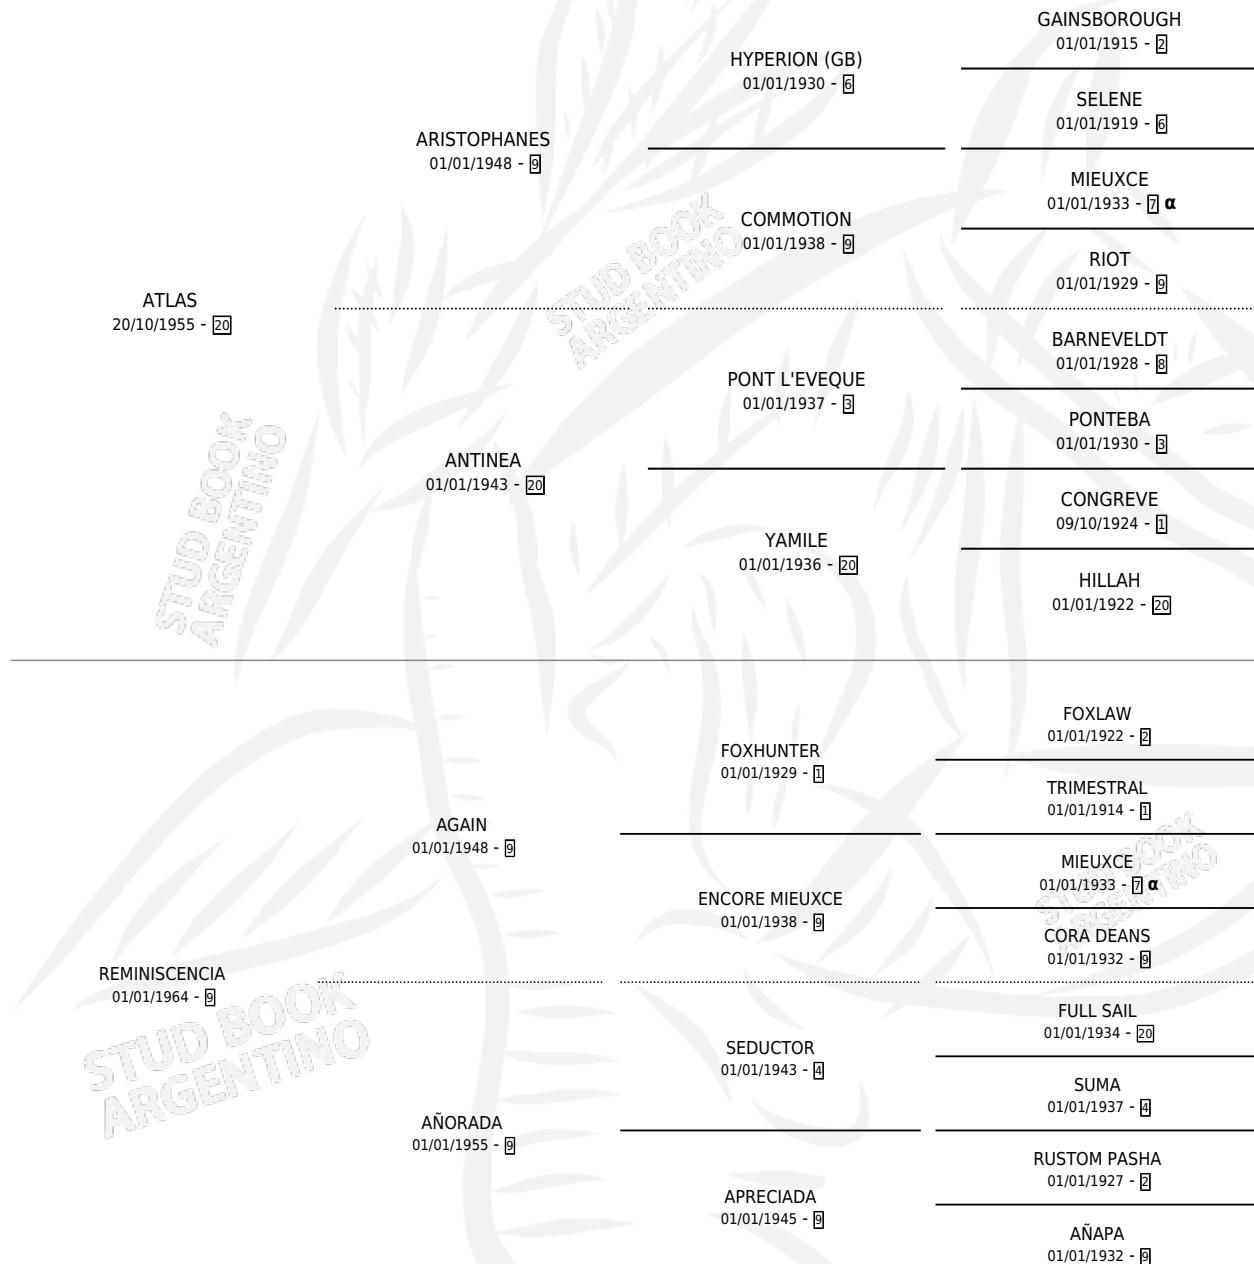 GAINSBOROUGH
01/01/1915 - 2
HYPERION (GB)
01/01/1930 - 6
SELENE
01/01/1919 - 6
ARISTOPHANES
01/01/1948 - 9
MIEUXCE
01/01/1933 - 7 α
COMMOTION
01/01/1938 - 9
RIOT
01/01/1929 - 9
ATLAS
20/10/1955 - 20
BARNEVELDT
01/01/1928 - 8
PONT L'EVEQUE
01/01/1937 - 3
PONTEBA
01/01/1930 - 3
ANTINEA
01/01/1943 - 20
CONGREVE
09/10/1924 - 1
YAMILE
01/01/1936 - 20
HILLAH
01/01/1922 - 20
STUD BOOK
ARGENTINO
STUD BOOK
ARGENTINO
FOXLAW
01/01/1922 - 2
FOXHUNTER
01/01/1929 - 1
TRIMESTRAL
01/01/1914 - 1
AGAIN
01/01/1948 - 9
MIEUXCE
01/01/1933 - 7 α
ENCORE MIEUXCE
01/01/1938 - 9
CORA DEANS
01/01/1932 - 9
REMINISCENCIA
01/01/1964 - 9
FULL SAIL
01/01/1934 - 20
SEDUCTOR
01/01/1943 - 4
SUMA
01/01/1937 - 4
AÑORADA
01/01/1955 - 9
RUSTOM PASHA
01/01/1927 - 2
APRECIADA
01/01/1945 - 9
AÑAPA
01/01/1932 - 9
STUD BOOK
ARGENTINO
STUD BOOK
ARGENTINO